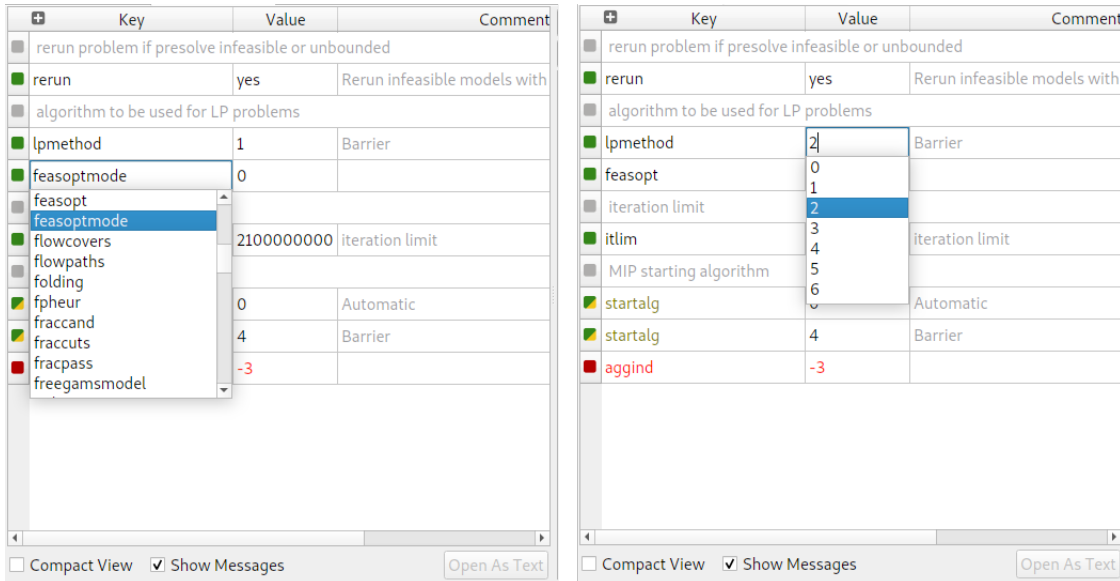 Key Value Comment
rerun problem if presolve infeasible or unbounded
rerun yes Rerun infeasible models with
algorithm to be used for LP problems
lpmethod 1 Barrier
feasoptmode 0
feasopt
feasoptmode
flowcovers 2100000000 iteration limit
flowpaths
folding
fpheur 0 Automatic
fraccand
fraccuts 4 Barrier
fracpass -3
freegamsmodel
Compact View Show Messages Open As Text
Key Value Comment
rerun problem if presolve infeasible or unbounded
rerun yes Rerun infeasible models with
algorithm to be used for LP problems
lpmethod 2 Barrier
0
feasopt
1
iteration limit 2
3
itlim 4 iteration limit
MIP starting algorithm 5
6
startalg Automatic
startalg 4 Barrier
aggind -3
Compact View Show Messages Open As Text